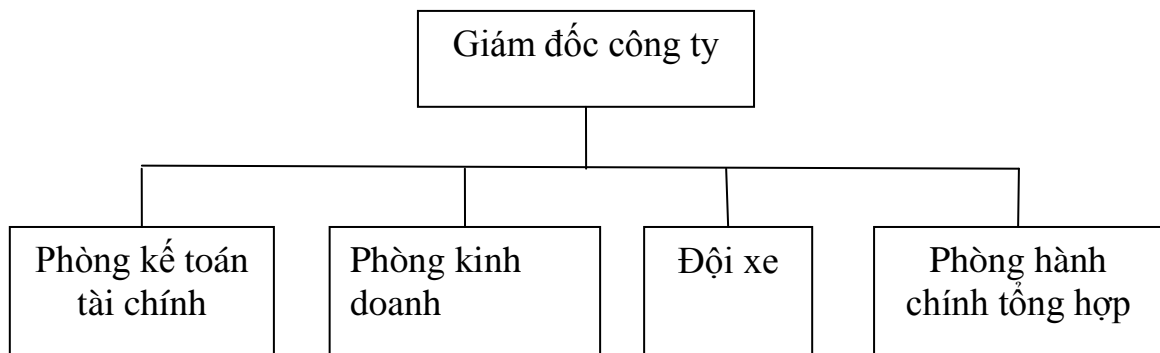 Giám đốc công ty
Phòng kế toán
tài chính
Phòng kinh
doanh
Đội xe
Phòng hành
chính tổng hợp